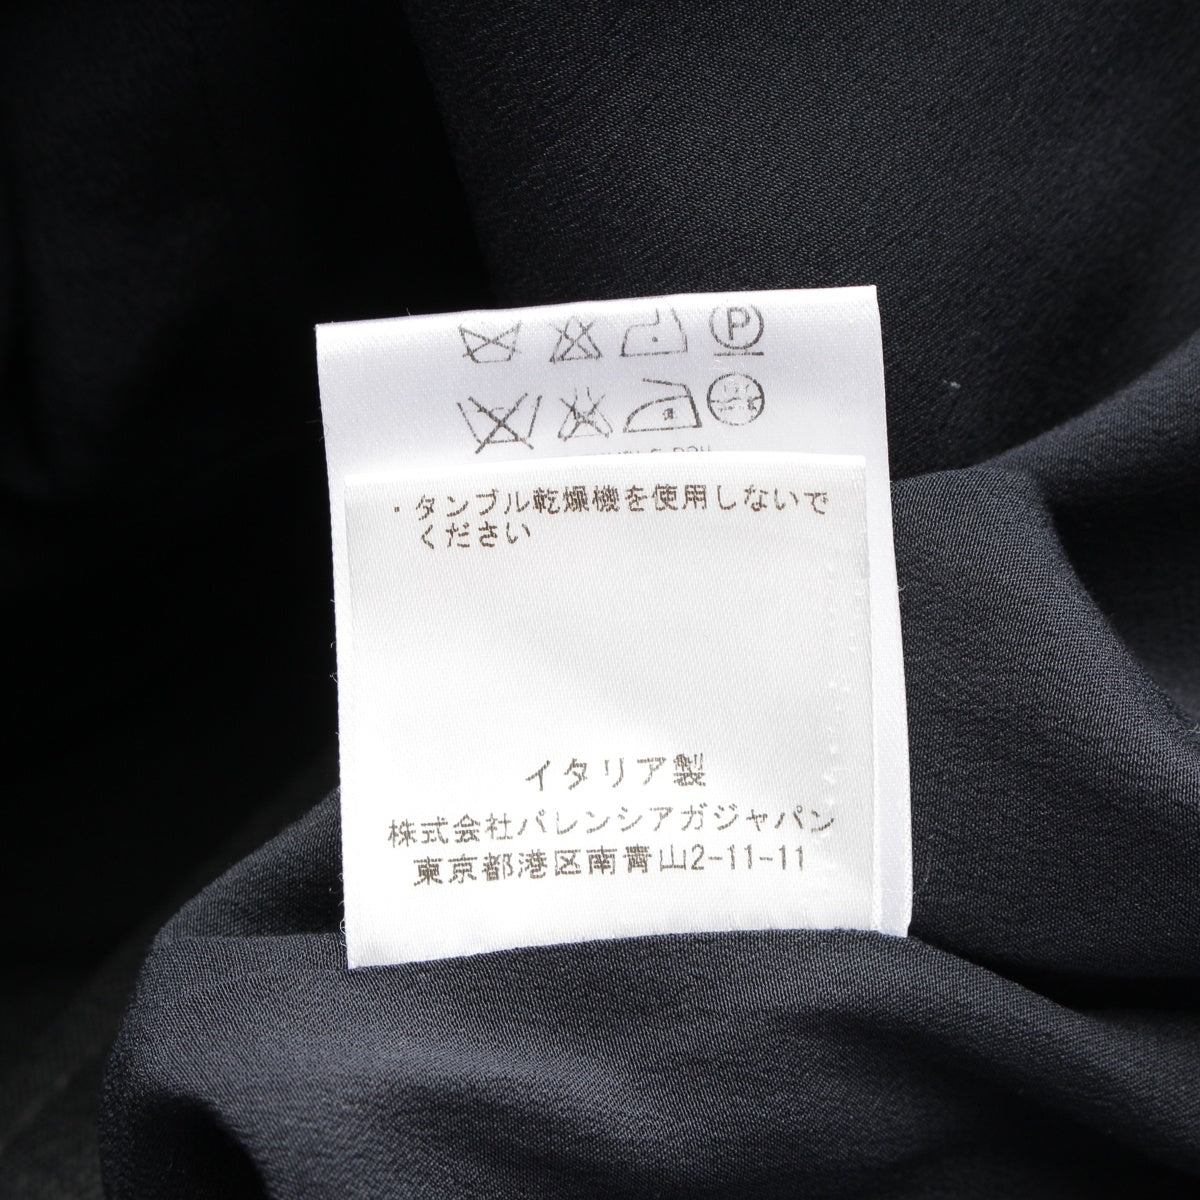 P
・タンブル乾燥機を使用しないで
ください
イタリア製
株式会社バレンシアガジャパン
東京都港区南青山2-11-11